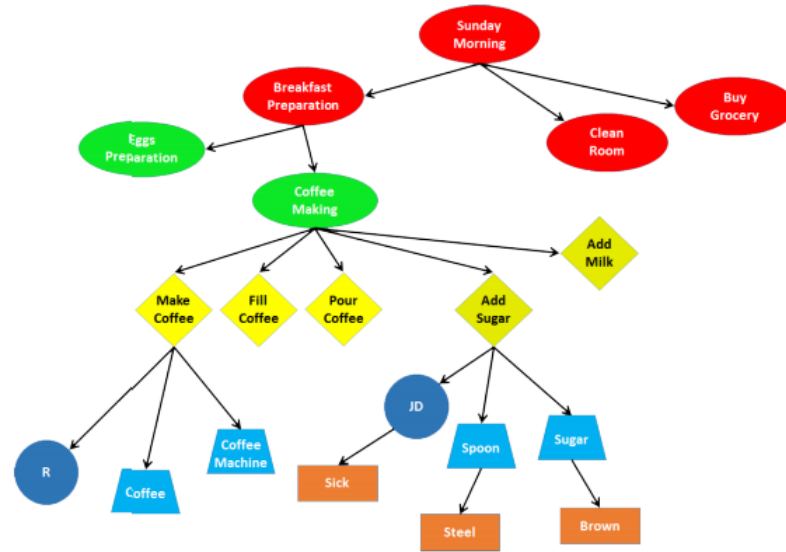 Sunday
Morning
Breakfast
Preparation
Buy
Grocery
Clean
Room
Eggs
Preparation
Coffee
Making
Add
Milk
Make
Coffee
Fill
Coffee
Pour
Coffee
Add
Sugar
R
Coffee
Coffee
Machine
JD
Spoon
Sugar
Sick
Steel
Brown